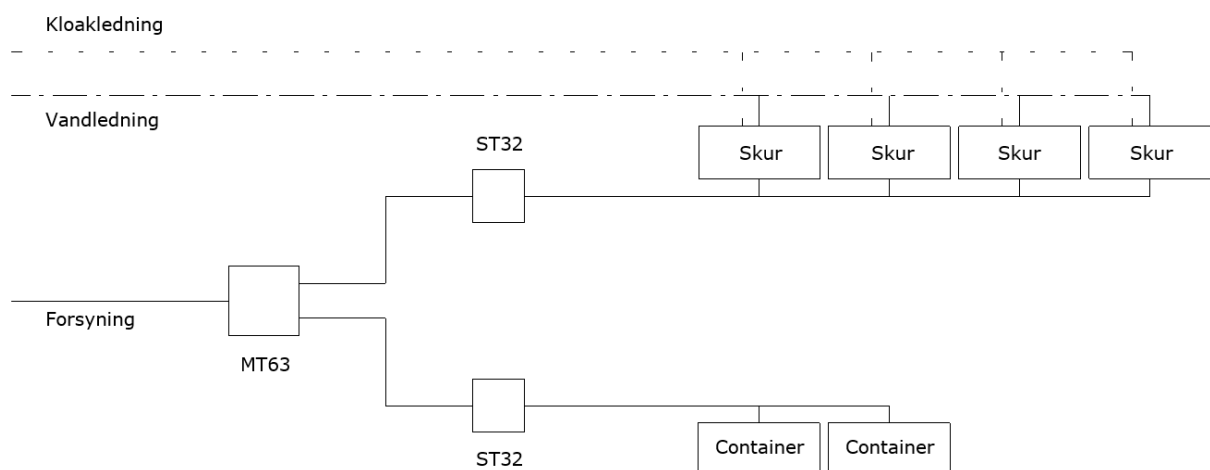 Kloakledning
Vandledning
ST32
Skur
Skur
Skur
Skur
Forsyning
MT63
ST32
Container
Container